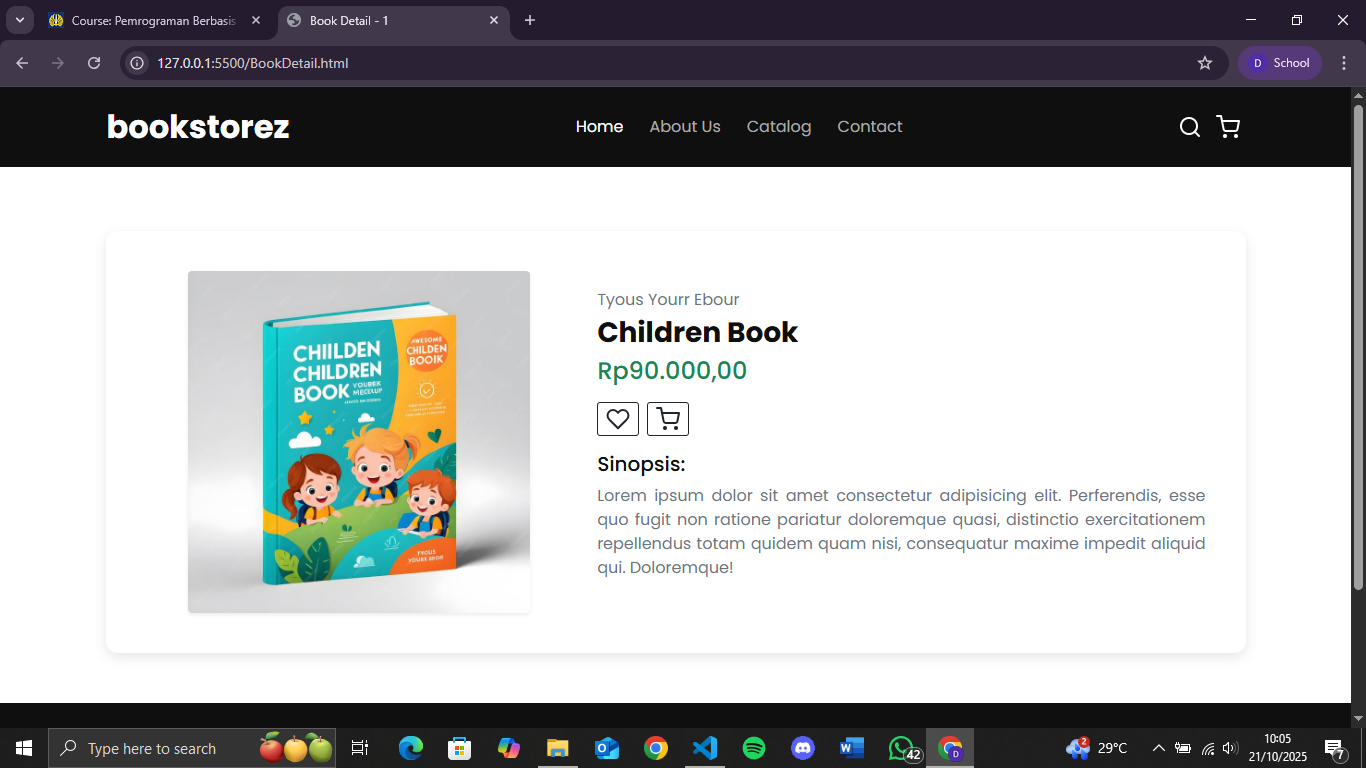 Course: Pemrograman Berbasis
Book Detail - 1
127.0.0.1:5500/BookDetail.html
D School
bookstorez
Home About Us Catalog Contact
Tyous Yourr Ebour
Children Book
Rp90.000,00
Sinopsis:
Lorem ipsum dolor sit amet consectetur adipisicing elit. Perferendis, esse
quo fugit non ratione pariatur doloremque quasi, distinctio exercitationem
repellendus totam quidem quam nisi, consequatur maxime impedit aliquid
qui. Doloremque!
CHIILDEN
CHILDREN
BOOK
YOUREK
MECELUP
AWESOME
CHILDEN
BOOIK
TYOUS
Type here to search
42
D
2
29°C
10:05
21/10/2025
7